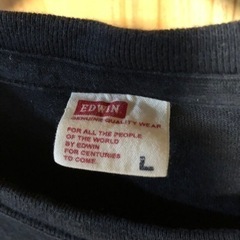 EDWIN
GENUINE QUALITY WEAR
FOR ALL THE PEOPLE
OF THE WORLD
BY EDWIN
FOR CENTURIES
TO COME.
L